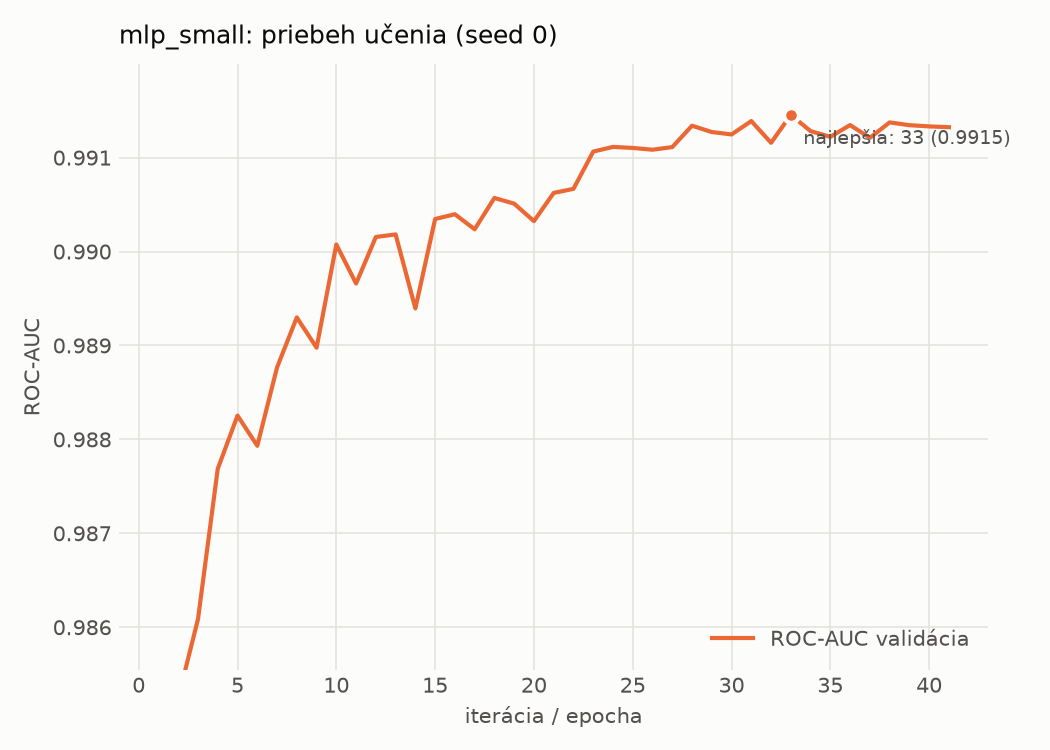 mlp_small: priebeh učenia (seed 0)
najlepšia: 33 (0.9915)
0.991
0.990
0.989
0.988
0.987
0.986
ROC-AUC
ROC-AUC validácia
0 5 10 15 20 25 30 35 40
iterácia / epocha